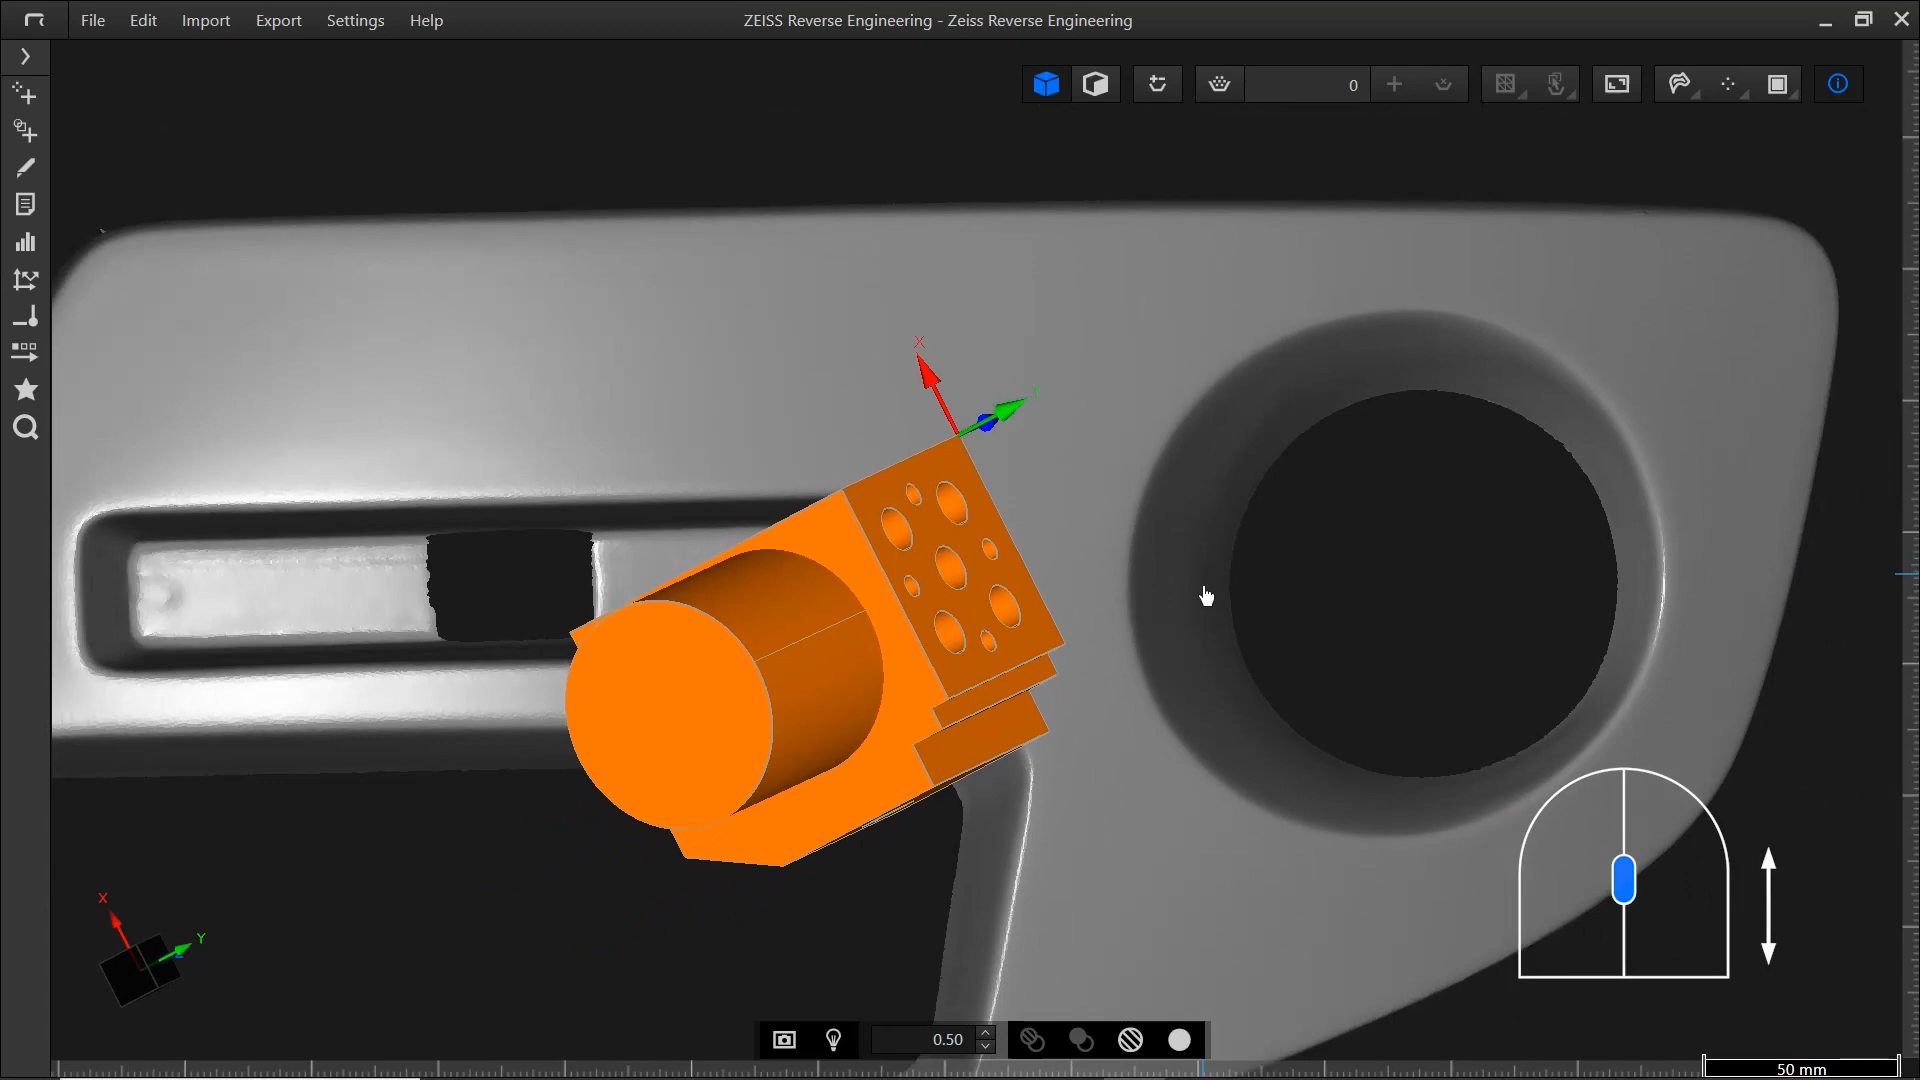 File Edit Import Export Settings Help
ZEISS Reverse Engineering - Zeiss Reverse Engineering
0
X
X
Y
0.50
50 mm